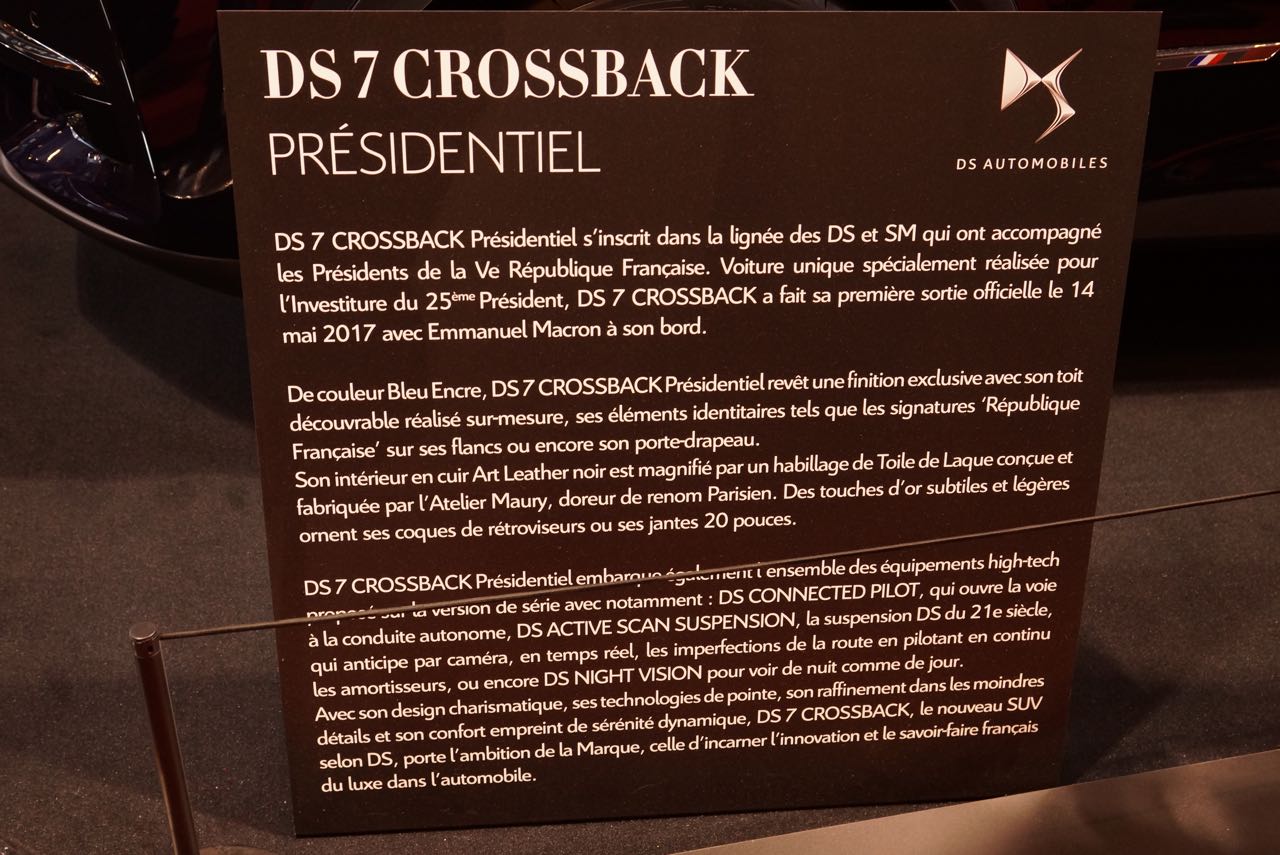 DS 7 CROSSBACK
PRÉSIDENTIEL
DS AUTOMOBILES
DS 7 CROSSBACK Présidentiel s'inscrit dans la lignée des DS et SM qui ont accompagné
les Présidents de la Ve République Française. Voiture unique spécialement réalisée pour
l'Investiture du 25ème Président, DS 7 CROSSBACK a fait sa première sortie officielle le 14
mai 2017 avec Emmanuel Macron à son bord.
De couleur Bleu Encre, DS 7 CROSSBACK Présidentiel revêt une finition exclusive avec son toit
découvrable réalisé sur-mesure, ses éléments identitaires tels que les signatures 'République
Française' sur ses flancs ou encore son porte-drapeau.
Son intérieur en cuir Art Leather noir est magnifié par un habillage de Toile de Laque conçue et
fabriquée par l'Atelier Maury, doreur de renom Parisien. Des touches d'or subtiles et légères
ornent ses coques de rétroviseurs ou ses jantes 20 pouces.
DS 7 CROSSBACK Présidentiel embarque également l'ensemble des équipements high-tech
proposé sur la version de série avec notamment : DS CONNECTED PILOT, qui ouvre la voie
à la conduite autonome, DS ACTIVE SCAN SUSPENSION, la suspension DS du 21e siècle,
qui anticipe par caméra, en temps réel, les imperfections de la route en pilotant en continu
les amortisseurs, ou encore DS NIGHT VISION pour voir de nuit comme de jour.
Avec son design charismatique, ses technologies de pointe, son raffinement dans les moindres
détails et son confort empreint de sérénité dynamique, DS 7 CROSSBACK, le nouveau SUV
selon DS, porte l'ambition de la Marque, celle d'incarner l'innovation et le savoir-faire français
du luxe dans l'automobile.